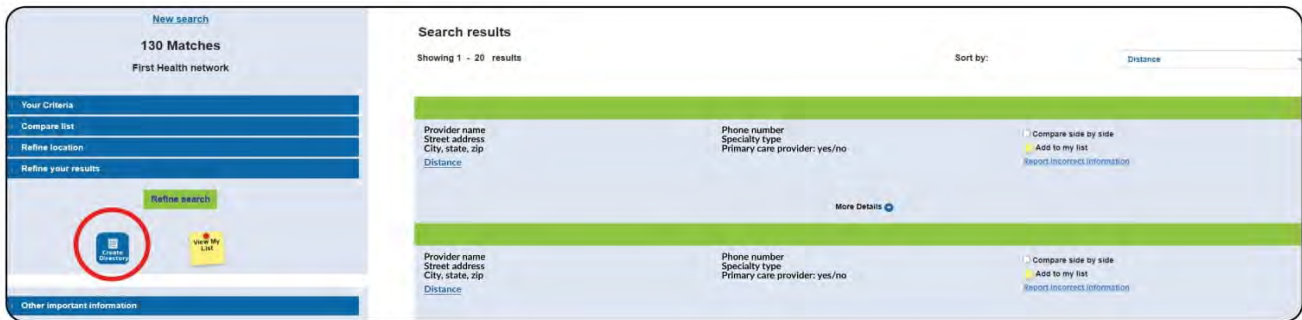 New search
130 Matches
First Health network
Your Criteria
Compare list
Refine location
Refine your results
Refine search
Create
Directory
View My
List
Other important information
Search results
Showing 1 - 20 results
Sort by:
Distance
Provider name
Street address
City, state, zip
Distance
Phone number
Specialty type
Primary care provider: yes/no
Compare side by side
Add to my list
Report incorrect information
More Details
Provider name
Street address
City, state, zip
Distance
Phone number
Specialty type
Primary care provider: yes/no
Compare side by side
Add to my list
Report incorrect information